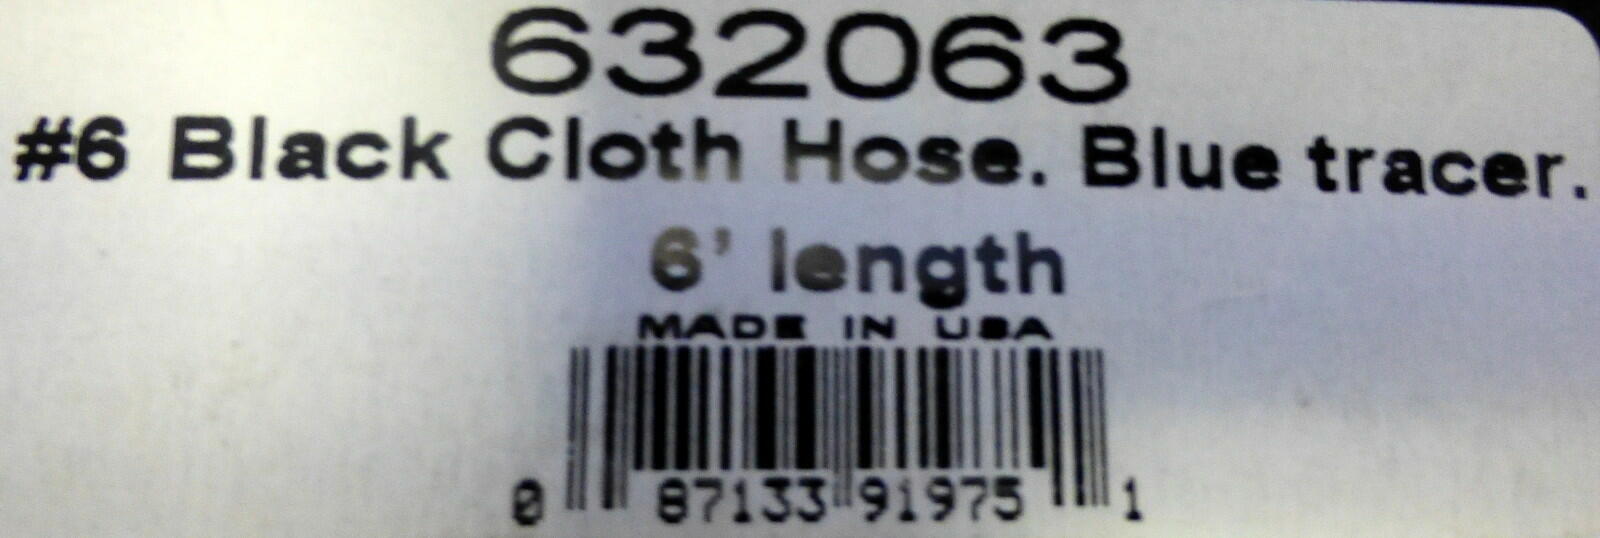 632063
#6 Black Cloth Hose. Blue tracer.
6' length
MADE IN USA
0 87133 91975 1